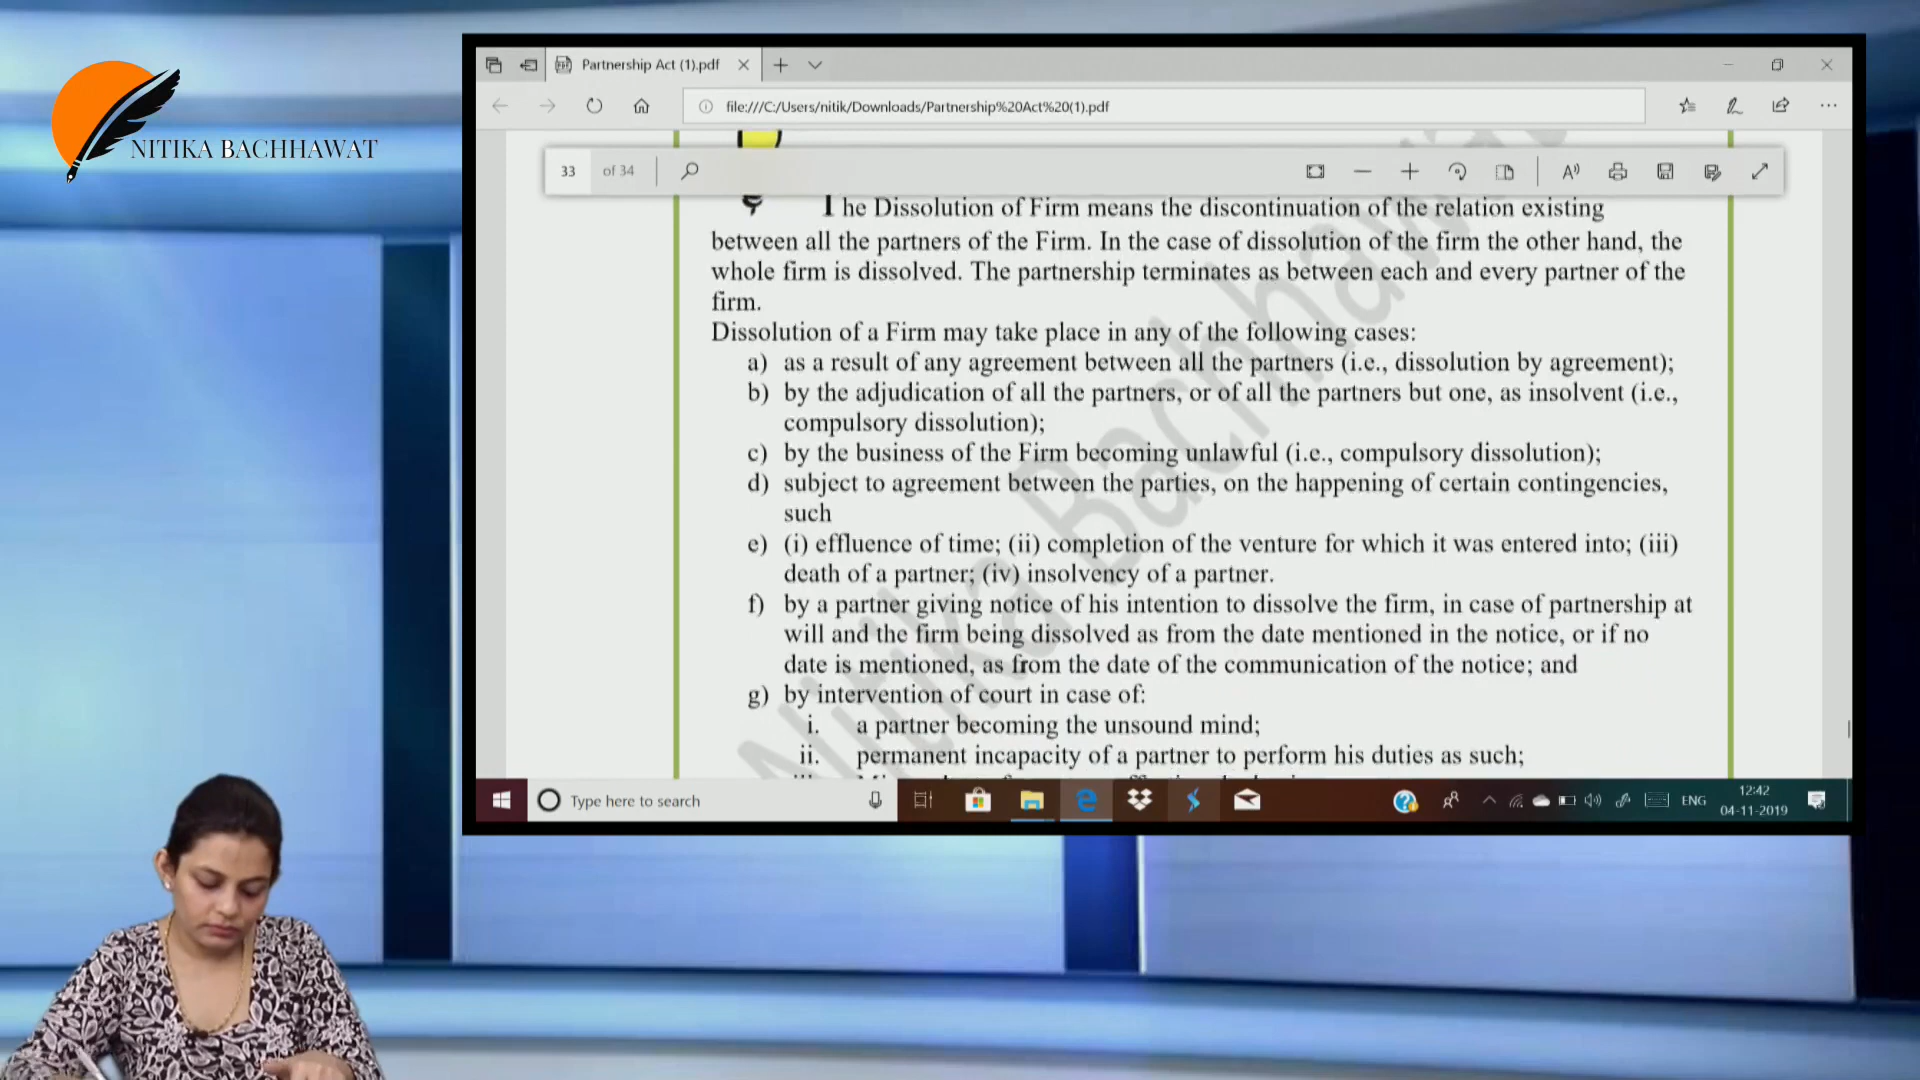 NITIKA BACHHAWAT
Partnership Act (1).pdf
file:///C:/Users/nitik/Downloads/Partnership%20Act%20(1).pdf
33 of 34
The Dissolution of Firm means the discontinuation of the relation existing
between all the partners of the Firm. In the case of dissolution of the firm the other hand, the
whole firm is dissolved. The partnership terminates as between each and every partner of the
firm.
Dissolution of a Firm may take place in any of the following cases:
a) as a result of any agreement between all the partners (i.e., dissolution by agreement);
b) by the adjudication of all the partners, or of all the partners but one, as insolvent (i.e.,
compulsory dissolution);
c) by the business of the Firm becoming unlawful (i.e., compulsory dissolution);
d) subject to agreement between the parties, on the happening of certain contingencies,
such
e) (i) effluence of time; (ii) completion of the venture for which it was entered into; (iii)
death of a partner; (iv) insolvency of a partner.
f) by a partner giving notice of his intention to dissolve the firm, in case of partnership at
will and the firm being dissolved as from the date mentioned in the notice, or if no
date is mentioned, as from the date of the communication of the notice; and
g) by intervention of court in case of:
i. a partner becoming the unsound mind;
ii. permanent incapacity of a partner to perform his duties as such;
Nitika Bachhawat
Type here to search
ENG
12:42
04-11-2019